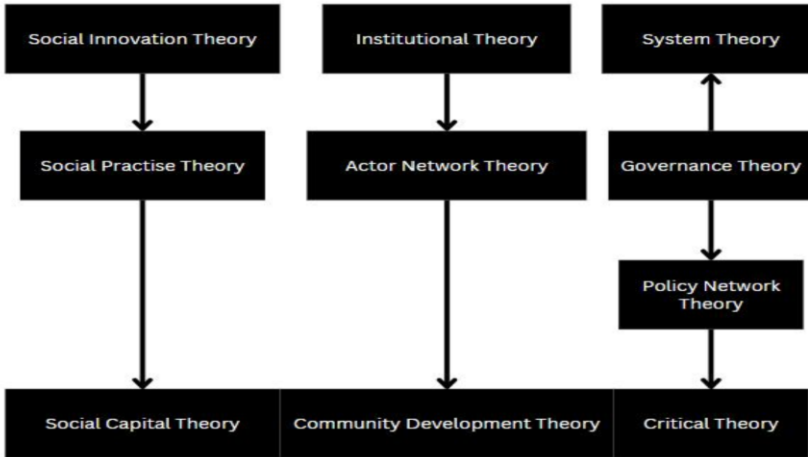 Social Innovation Theory
Institutional Theory
System Theory
Social Practise Theory
Actor Network Theory
Governance Theory
Policy Network
Theory
Social Capital Theory
Community Development Theory
Critical Theory